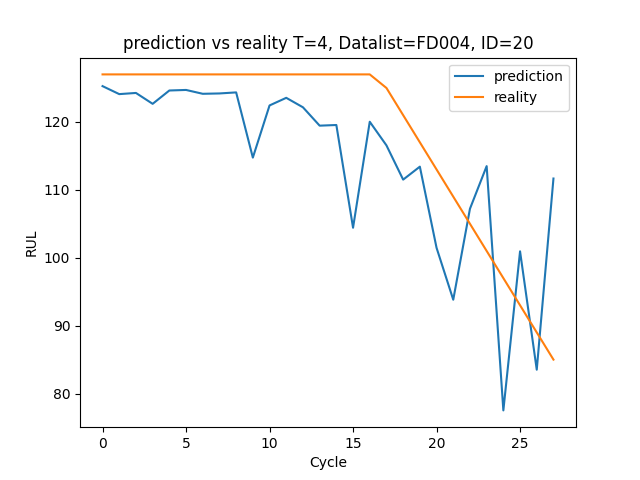 prediction vs reality T=4, Datalist=FD004, ID=20
prediction
reality
RUL
120
110
100
90
80
0 5 10 15 20 25
Cycle